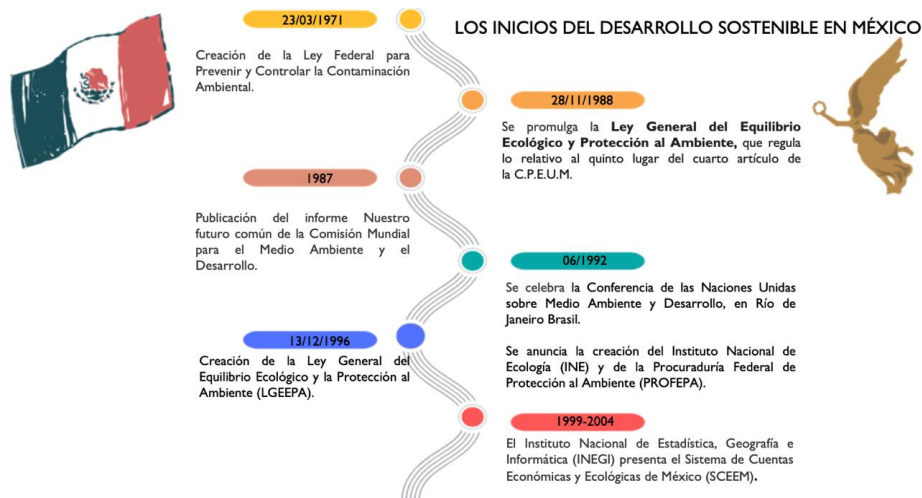 LOS INICIOS DEL DESARROLLO SOSTENIBLE EN MÉXICO
23/03/1971
Creación de la Ley Federal para
Prevenir y Controlar la Contaminación
Ambiental.
28/11/1988
Se promulga la Ley General del Equilibrio
Ecológico y Protección al Ambiente, que regula
lo relativo al quinto lugar del cuarto artículo de
la C.P.E.U.M.
1987
Publicación del informe Nuestro
futuro común de la Comisión Mundial
para el Medio Ambiente y el
Desarrollo.
06/1992
Se celebra la Conferencia de las Naciones Unidas
sobre Medio Ambiente y Desarrollo, en Río de
Janeiro Brasil.
Se anuncia la creación del Instituto Nacional de
Ecología (INE) y de la Procuraduría Federal de
Protección al Ambiente (PROFEPA).
13/12/1996
Creación de la Ley General del
Equilibrio Ecológico y la Protección al
Ambiente (LGEEPA).
1999-2004
El Instituto Nacional de Estadística, Geografía e
Informática (INEGI) presenta el Sistema de Cuentas
Económicas y Ecológicas de México (SCEEM).